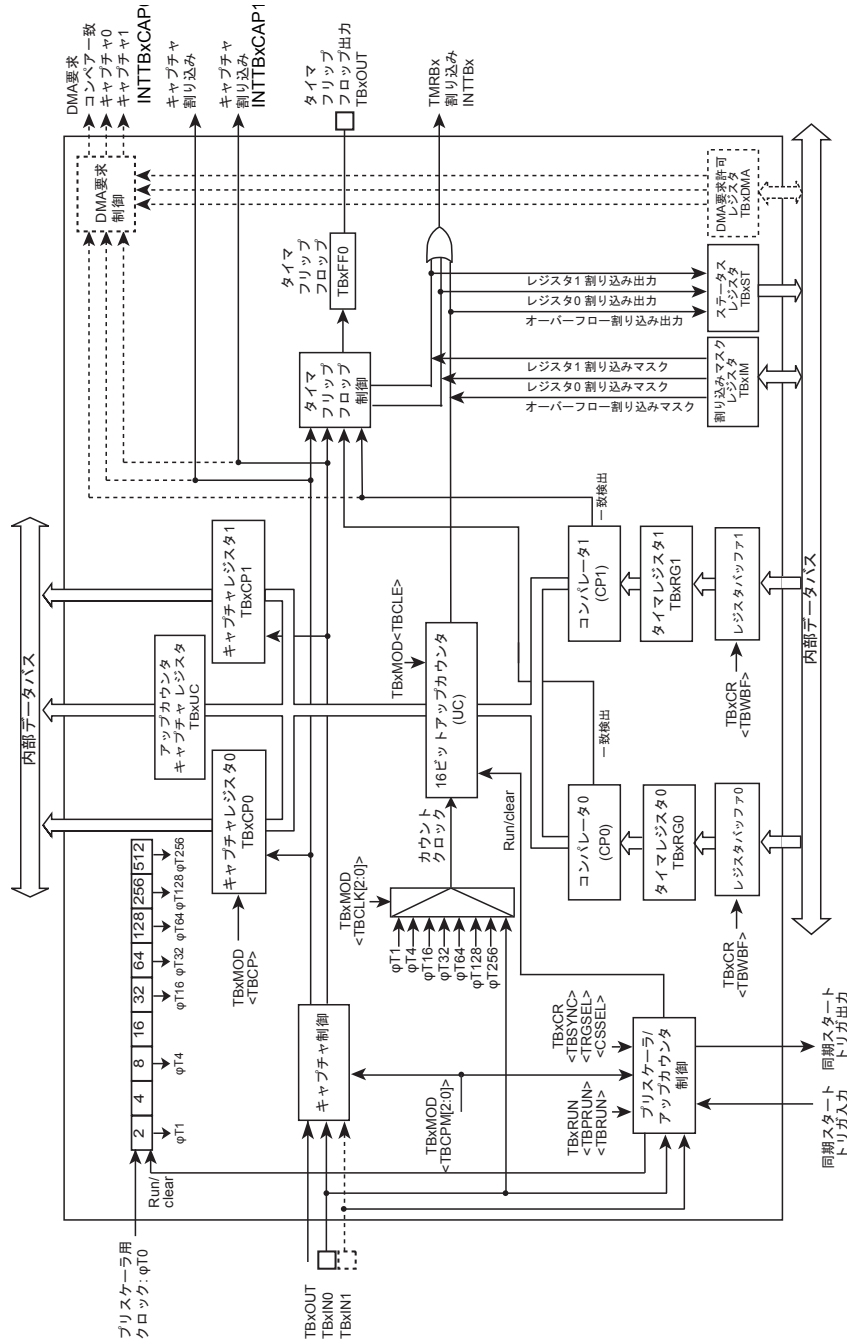 プリスケーラ用
クロック: φT0
2
4
8
16
32
64
128
256
512
φT1
φT4
φT16
φT32
φT64
φT128
φT256
Run/
clear
内部データバス
DMA要求
コンペアー致
キャプチャ0
キャプチャ1
INTTBxCAP0
キャプチャ
割り込み
キャプチャ
割り込み
INTTBxCAP1
タイマ
フリップ
フロップ出力
TBxOUT
TMRBx
割り込み
INTTBx
DMA要求
制御
TBxMOD
<TBCP>
キャプチャレジスタ0
TBxCP0
アップカウンタ
キャプチャ レジスタ
TBxUC
キャプチャレジスタ1
TBxCP1
TBxOUT
TBxIN0
TBxIN1
キャプチャ制御
TBxMOD
<TBCPM[2:0]>
タイマ
フリップ
フロップ
制御
タイマ
フリップ
フロップ
TBxFF0
TBxMOD
<TBCLK[2:0]>
φT1
φT4
φT16
φT32
φT64
φT128
φT256
カウント
クロック
TBxMOD<TBCLE>
16ビットアップカウンタ
(UC)
Run/clear
TBxRUN
<TBPRUN>
<TBRUN>
TBxCR
<TBSYNC>
<TRGSEL>
<CSSEL>
プリスケーラ/
アップカウンタ
制御
同期スタート
トリガ入力
同期スタート
トリガ出力
コンパレータ0
(CP0)
一致検出
タイマレジスタ0
TBxRG0
レジスタバッファ0
TBxCR
<TBWBF>
コンパレータ1
(CP1)
一致検出
タイマレジスタ1
TBxRG1
レジスタバッファ1
TBxCR
<TBWBF>
レジスタ1 割り込み出力
レジスタ0 割り込み出力
オーバーフロー割り込み出力
レジスタ1 割り込みマスク
レジスタ0 割り込みマスク
オーバーフロー割り込みマスク
割り込みマスク
レジスタ
TBxIM
ステータス
レジスタ
TBxST
DMA要求許可
レジスタ
TBxDMA
内部データバス